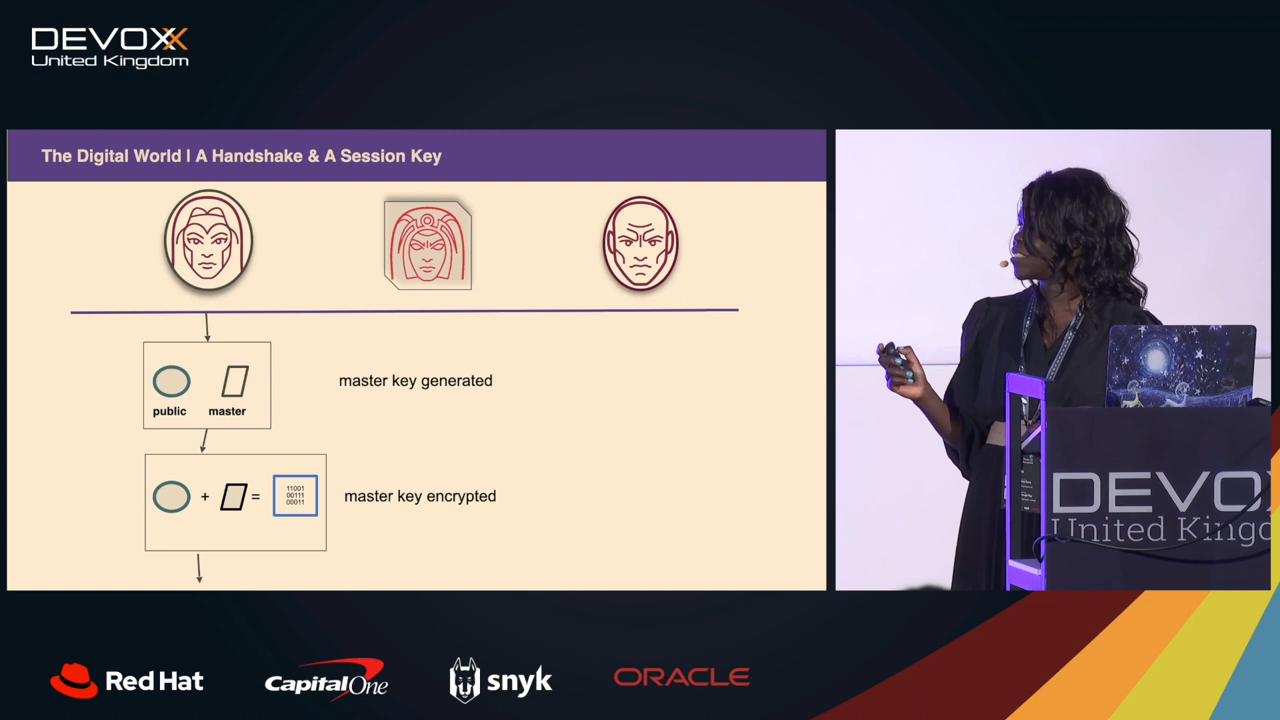 DEVOXX
United Kingdom
The Digital World | A Handshake & A Session Key
public master
master key generated
+ =
11001
00111
00011
master key encrypted
DEVOX
United Kingd
Red Hat
Capital One
snyk
ORACLE